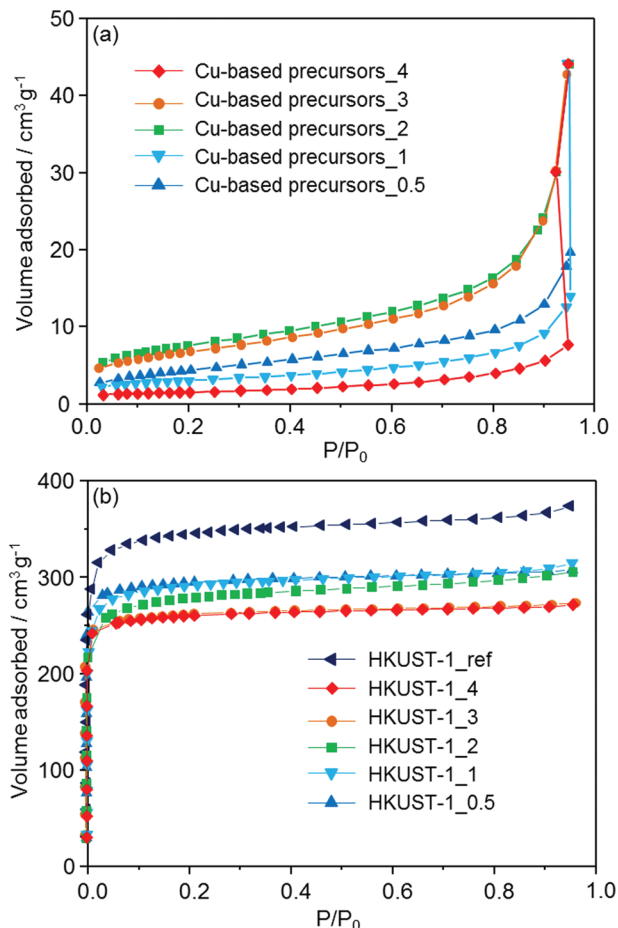 (a)
50
40
30
20
10
0
Volume adsorbed / cm³ g⁻¹
Cu-based precursors_4
Cu-based precursors_3
Cu-based precursors_2
Cu-based precursors_1
Cu-based precursors_0.5
0.0 0.2 0.4 0.6 0.8 1.0
P/P₀
(b)
400
300
200
100
0
Volume adsorbed / cm³ g⁻¹
HKUST-1_ref
HKUST-1_4
HKUST-1_3
HKUST-1_2
HKUST-1_1
HKUST-1_0.5
0.0 0.2 0.4 0.6 0.8 1.0
P/P₀